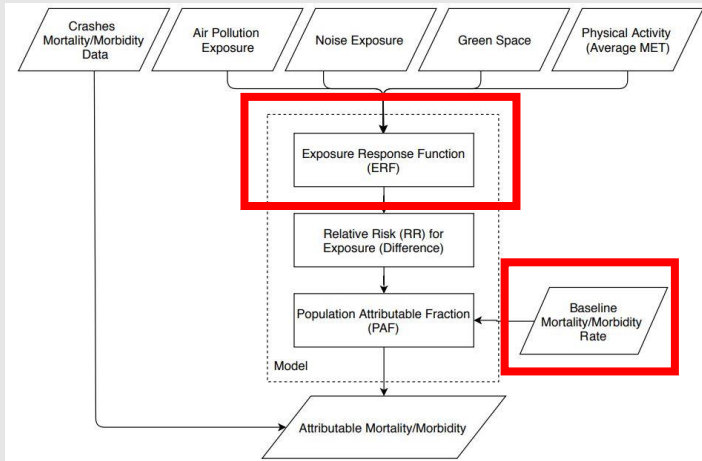 Crashes
Mortality/Morbidity
Data
Air Pollution
Exposure
Noise Exposure
Green Space
Physical Activity
(Average MET)
Exposure Response Function
(ERF)
Relative Risk (RR) for
Exposure (Difference)
Population Attributable Fraction
(PAF)
Baseline
Mortality/Morbidity
Rate
Model
Attributable Mortality/Morbidity